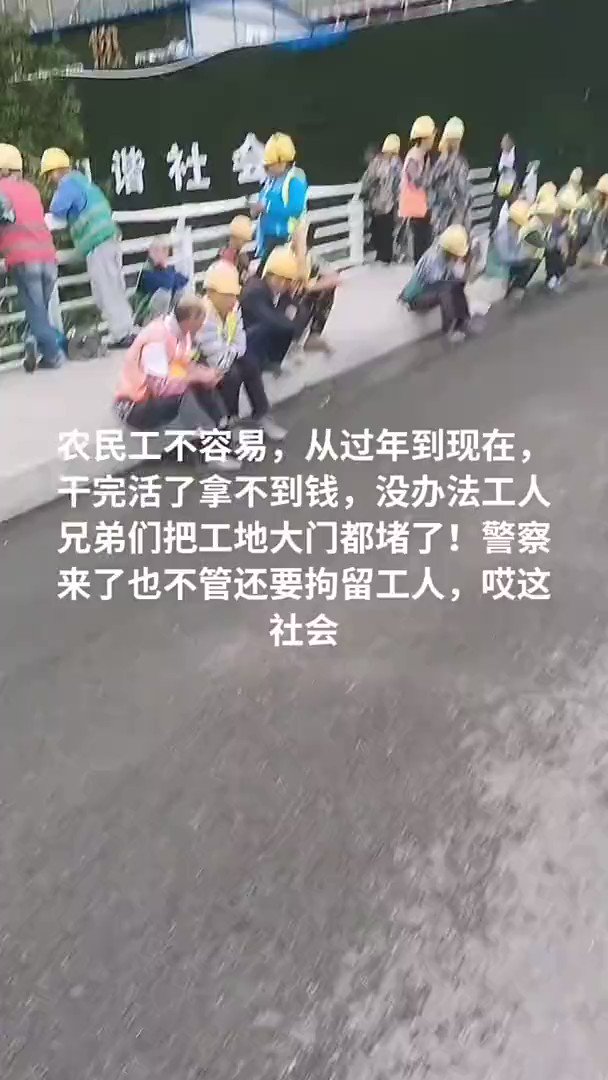 谐社会
农民工不容易，从过年到现在，
干完活了拿不到钱，没办法工人
兄弟们把工地大门都堵了！警察
来了也不管还要拘留工人，哎这
社会